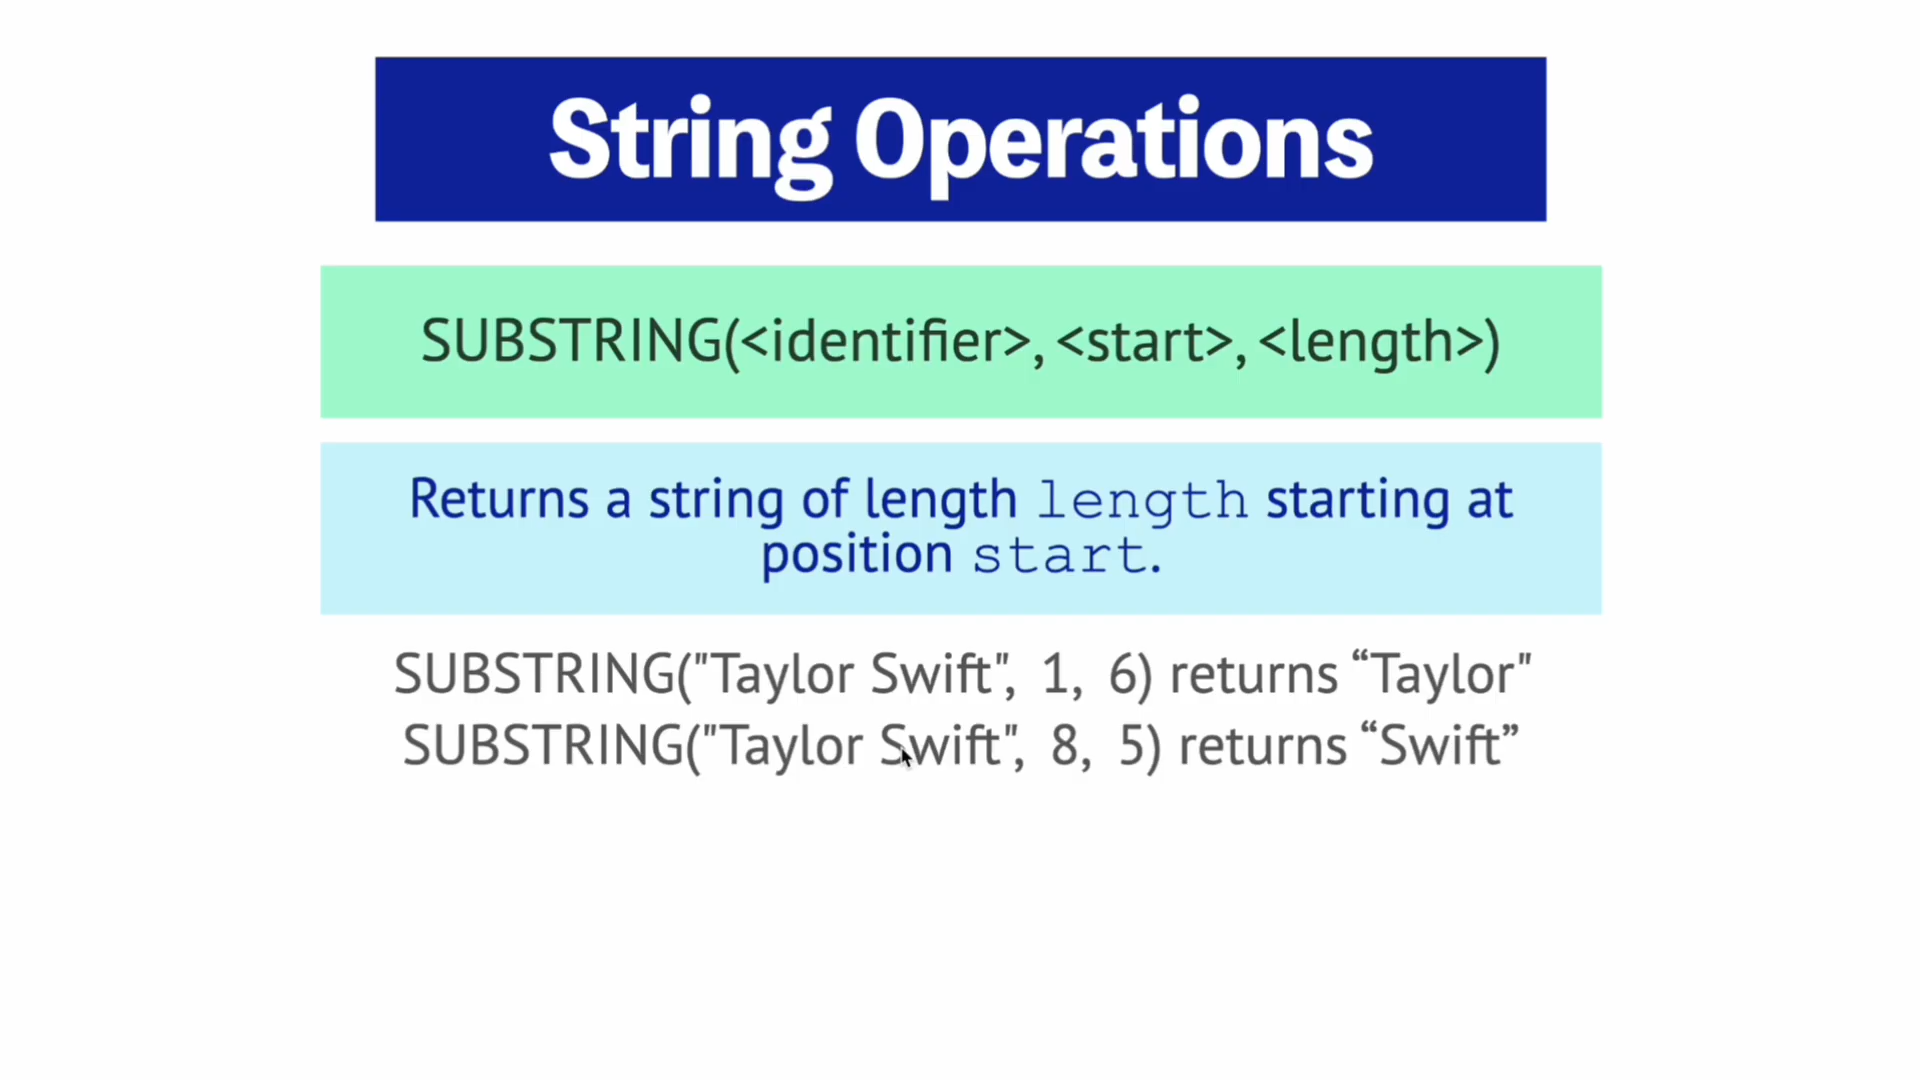 String Operations
SUBSTRING(<identifier>, <start>, <length>)
Returns a string of length length starting at
position start.
SUBSTRING("Taylor Swift", 1, 6) returns “Taylor"
SUBSTRING("Taylor Swift", 8, 5) returns “Swift”